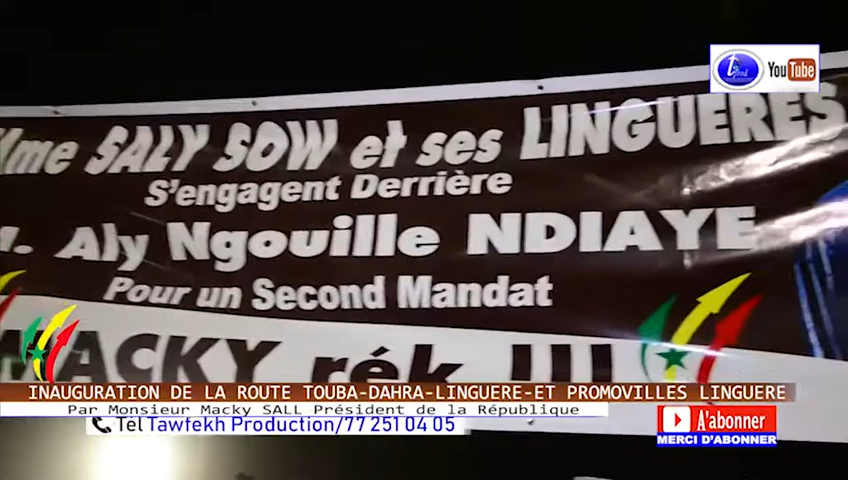 YouTube
Mme SALY SOW et ses LINGUERES
S'engagent Derrière
M. Aly Ngouille NDIAYE
Pour un Second Mandat
MACKY rék !!!
INAUGURATION DE LA ROUTE TOUBA-DAHRA-LINGUERE-ET PROMOVILLES LINGUERE
Par Monsieur Macky SALL Président de la République
Tél Tawfekh Production/77 251 04 05
A'abonner
MERCI D'ABONNER